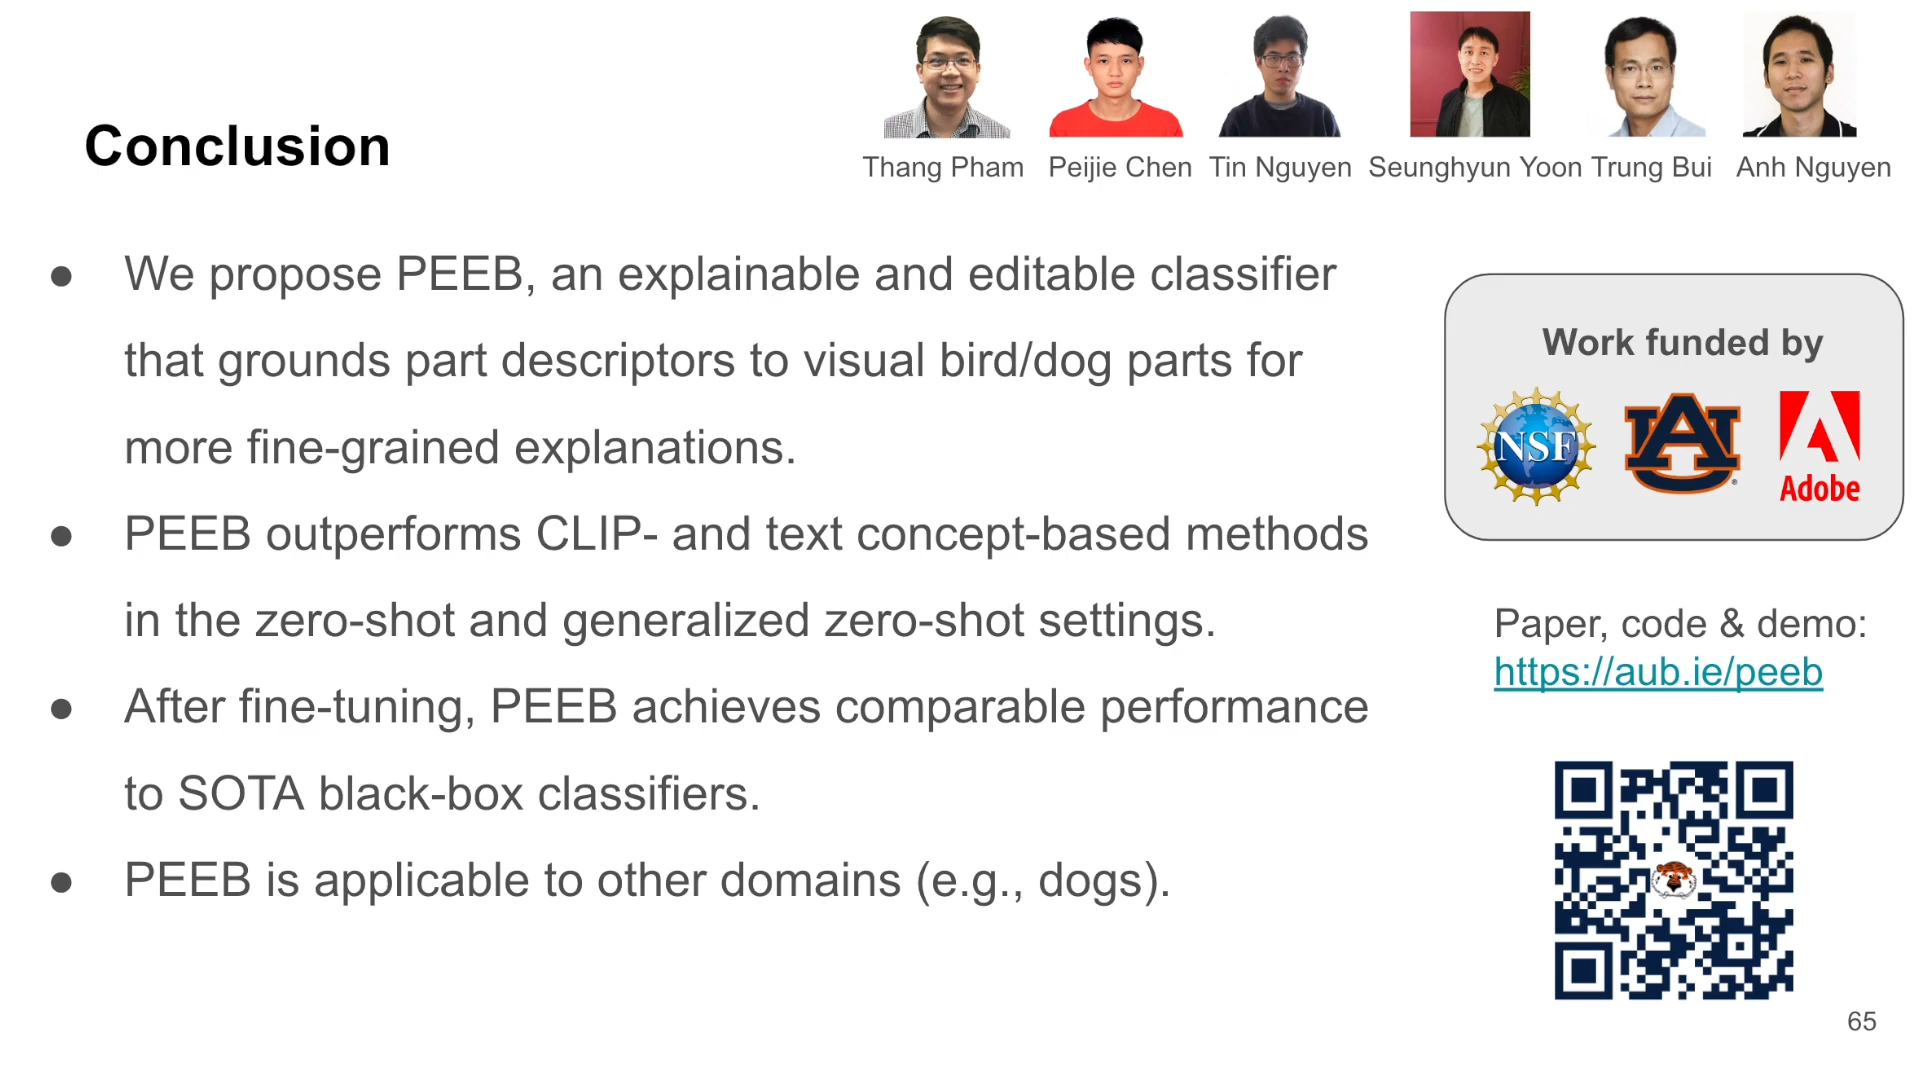 Conclusion
Thang Pham
Peijie Chen
Tin Nguyen
Seunghyun Yoon
Trung Bui
Anh Nguyen
● We propose PEEB, an explainable and editable classifier
that grounds part descriptors to visual bird/dog parts for
more fine-grained explanations.
● PEEB outperforms CLIP- and text concept-based methods
in the zero-shot and generalized zero-shot settings.
● After fine-tuning, PEEB achieves comparable performance
to SOTA black-box classifiers.
● PEEB is applicable to other domains (e.g., dogs).
Work funded by
NSF
AU
Adobe
Paper, code & demo:
https://aub.ie/peeb
65